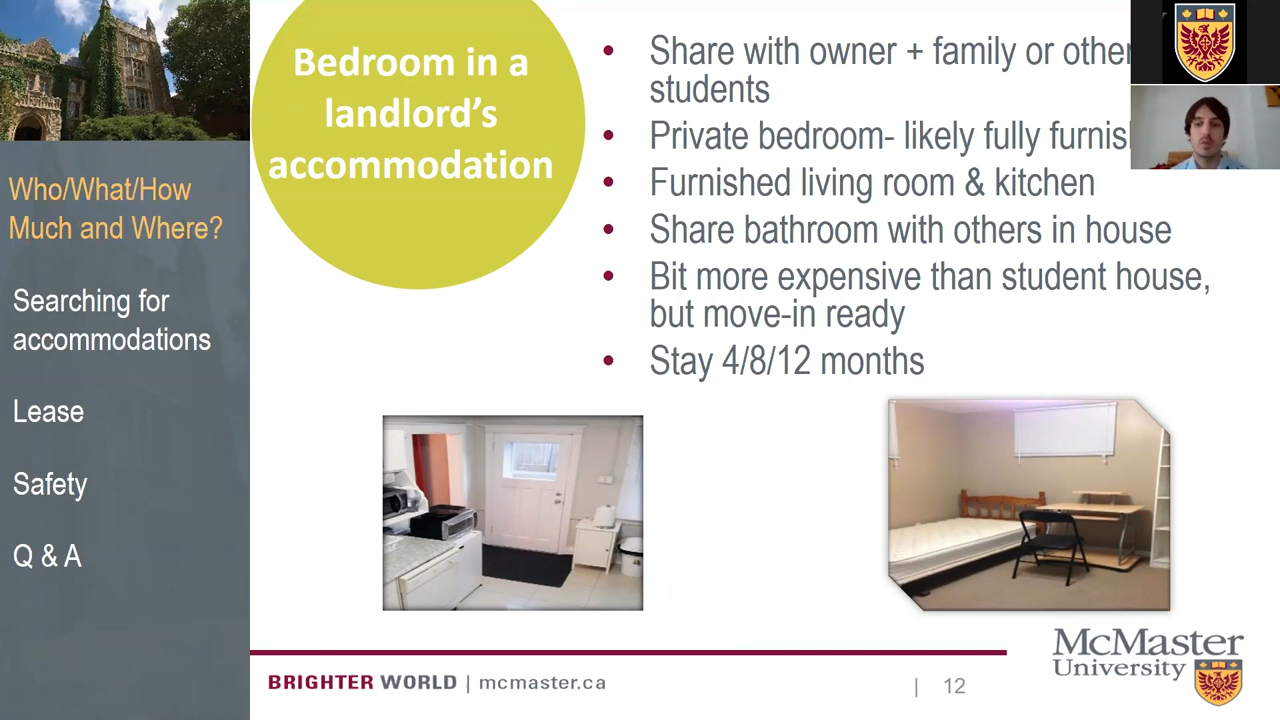 Who/What/How
Much and Where?
Searching for
accommodations
Lease
Safety
Q & A
Bedroom in a
landlord’s
accommodation
• Share with owner + family or other
students
• Private bedroom- likely fully
• Furnished living room & kitchen
• Share bathroom with others in house
• Bit more expensive than student house,
but move-in ready
• Stay 4/8/12 months
BRIGHTER WORLD | mcmaster.ca
| 12
McMaster
University